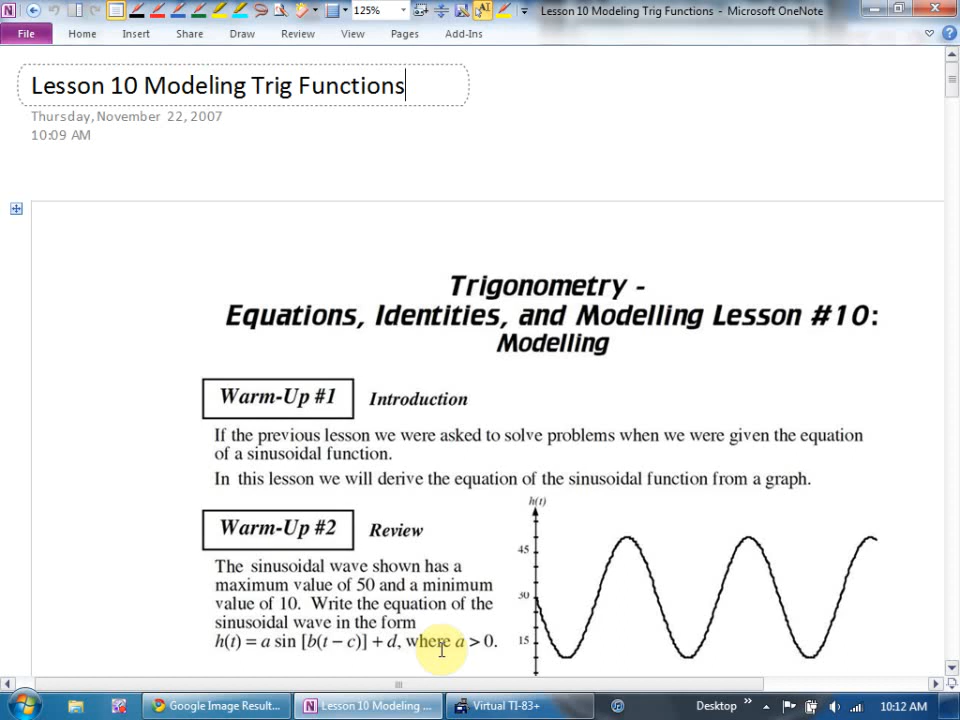 125%
Lesson 10 Modeling Trig Functions - Microsoft OneNote
File Home Insert Share Draw Review View Pages Add-Ins
Lesson 10 Modeling Trig Functions
Thursday, November 22, 2007
10:09 AM
Trigonometry -
Equations, Identities, and Modelling Lesson #10:
Modelling
Warm-Up #1 Introduction
If the previous lesson we were asked to solve problems when we were given the equation
of a sinusoidal function.
In this lesson we will derive the equation of the sinusoidal function from a graph.
Warm-Up #2 Review
The sinusoidal wave shown has a
maximum value of 50 and a minimum
value of 10. Write the equation of the
sinusoidal wave in the form
h(t) = a sin [b(t − c)] + d, where a > 0.
h(t)
45
30
15
Google Image Result... Lesson 10 Modeling ... Virtual TI-83+ Desktop 10:12 AM